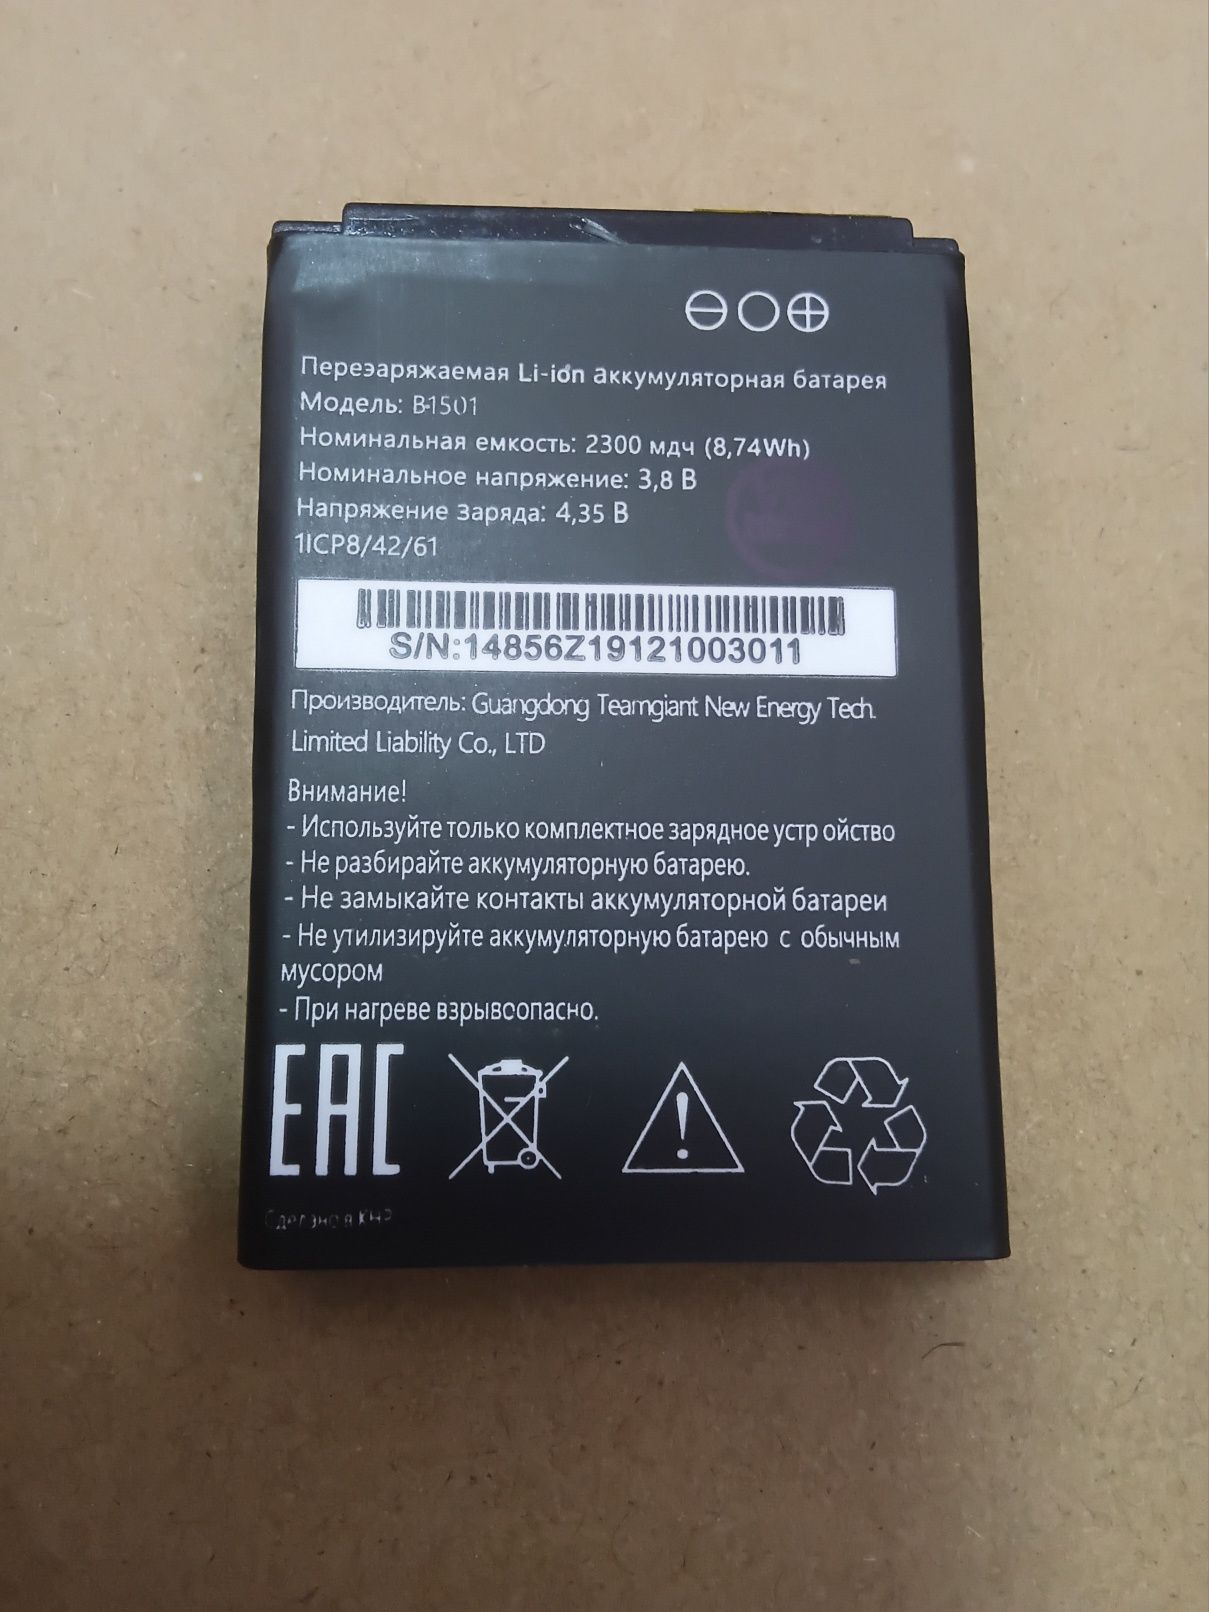 Перезаряжаемая Li-ion аккумуляторная батарея
Модель: B-1501
Номинальная емкость: 2300 мдч (8,74Wh)
Номинальное напряжение: 3,8 В
Напряжение заряда: 4,35 В
1ICP8/42/61
S/N:14856Z19121003011
Производитель: Guangdong Teamgiant New Energy Tech.
Limited Liability Co., LTD
Внимание!
- Используйте только комплектное зарядное устр ойство
- Не разбирайте аккумуляторную батарею.
- Не замыкайте контакты аккумуляторной батареи
- Не утилизируйте аккумуляторную батарею с обычным
мусором
- При нагреве взрывоопасно.
EAC